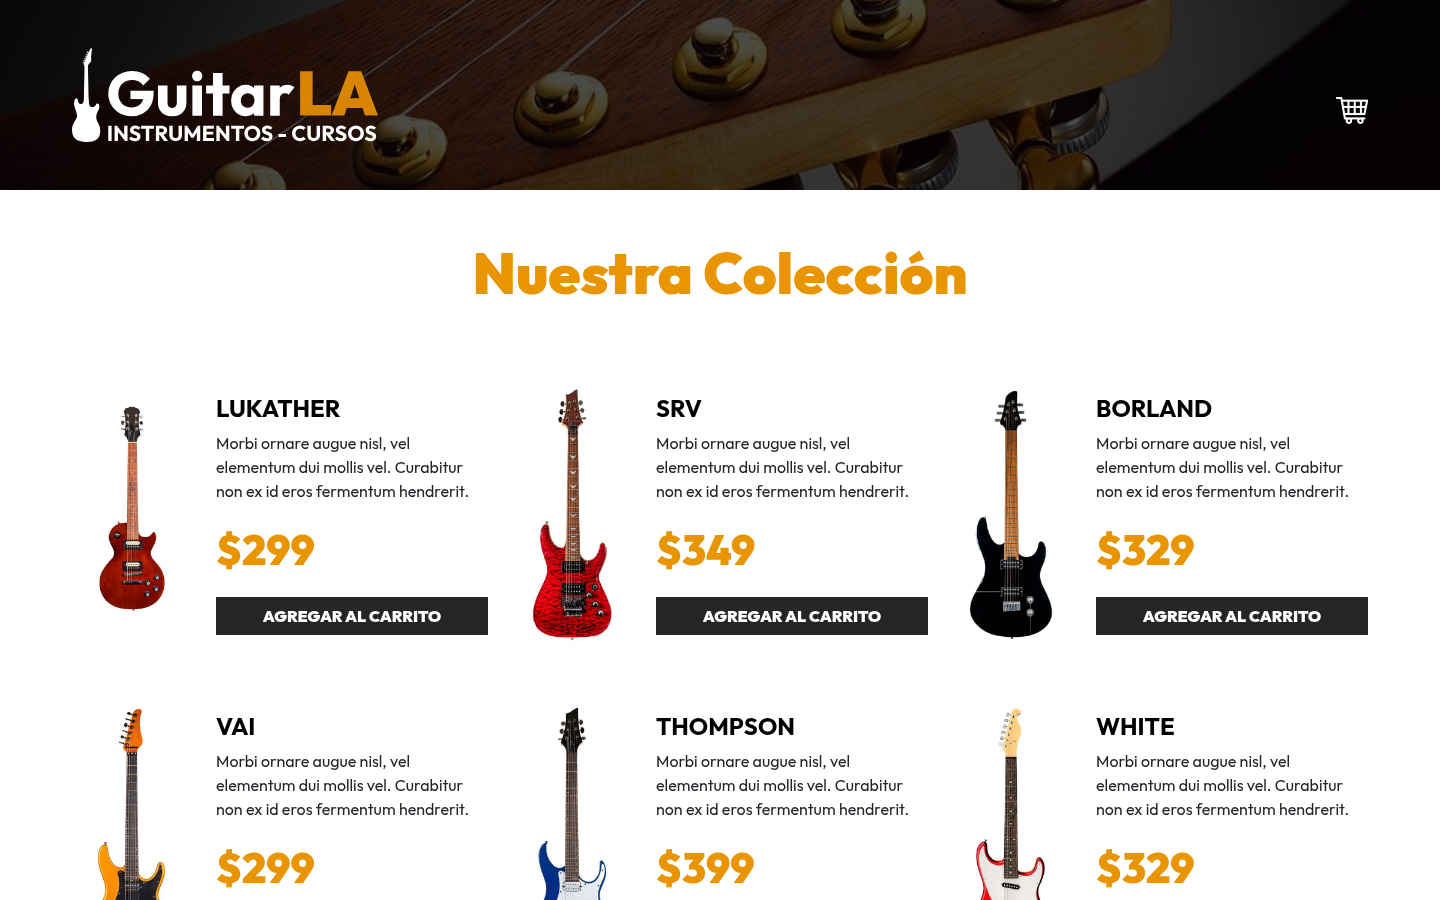 GuitarLA
INSTRUMENTOS - CURSOS
Nuestra Colección
LUKATHER
Morbi ornare augue nisl, vel
elementum dui mollis vel. Curabitur
non ex id eros fermentum hendrerit.
$299
AGREGAR AL CARRITO
SRV
Morbi ornare augue nisl, vel
elementum dui mollis vel. Curabitur
non ex id eros fermentum hendrerit.
$349
AGREGAR AL CARRITO
BORLAND
Morbi ornare augue nisl, vel
elementum dui mollis vel. Curabitur
non ex id eros fermentum hendrerit.
$329
AGREGAR AL CARRITO
VAI
Morbi ornare augue nisl, vel
elementum dui mollis vel. Curabitur
non ex id eros fermentum hendrerit.
$299
THOMPSON
Morbi ornare augue nisl, vel
elementum dui mollis vel. Curabitur
non ex id eros fermentum hendrerit.
$399
WHITE
Morbi ornare augue nisl, vel
elementum dui mollis vel. Curabitur
non ex id eros fermentum hendrerit.
$329